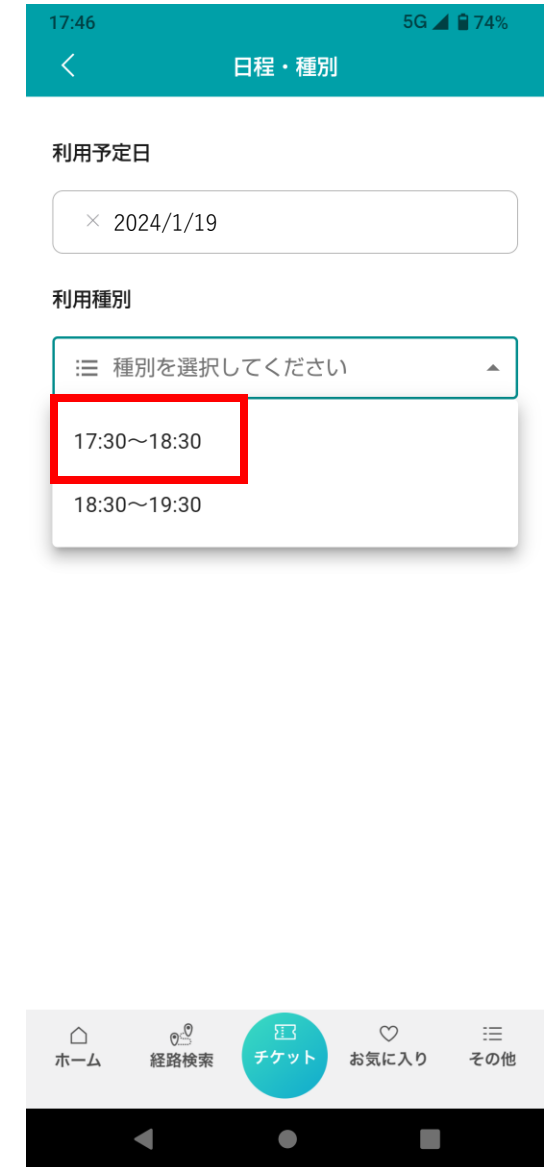 17:46 5G 74%
日程・種別
利用予定日
× 2024/1/19
利用種別
種別を選択してください
17:30～18:30
18:30～19:30
ホーム 経路検索 チケット お気に入り その他